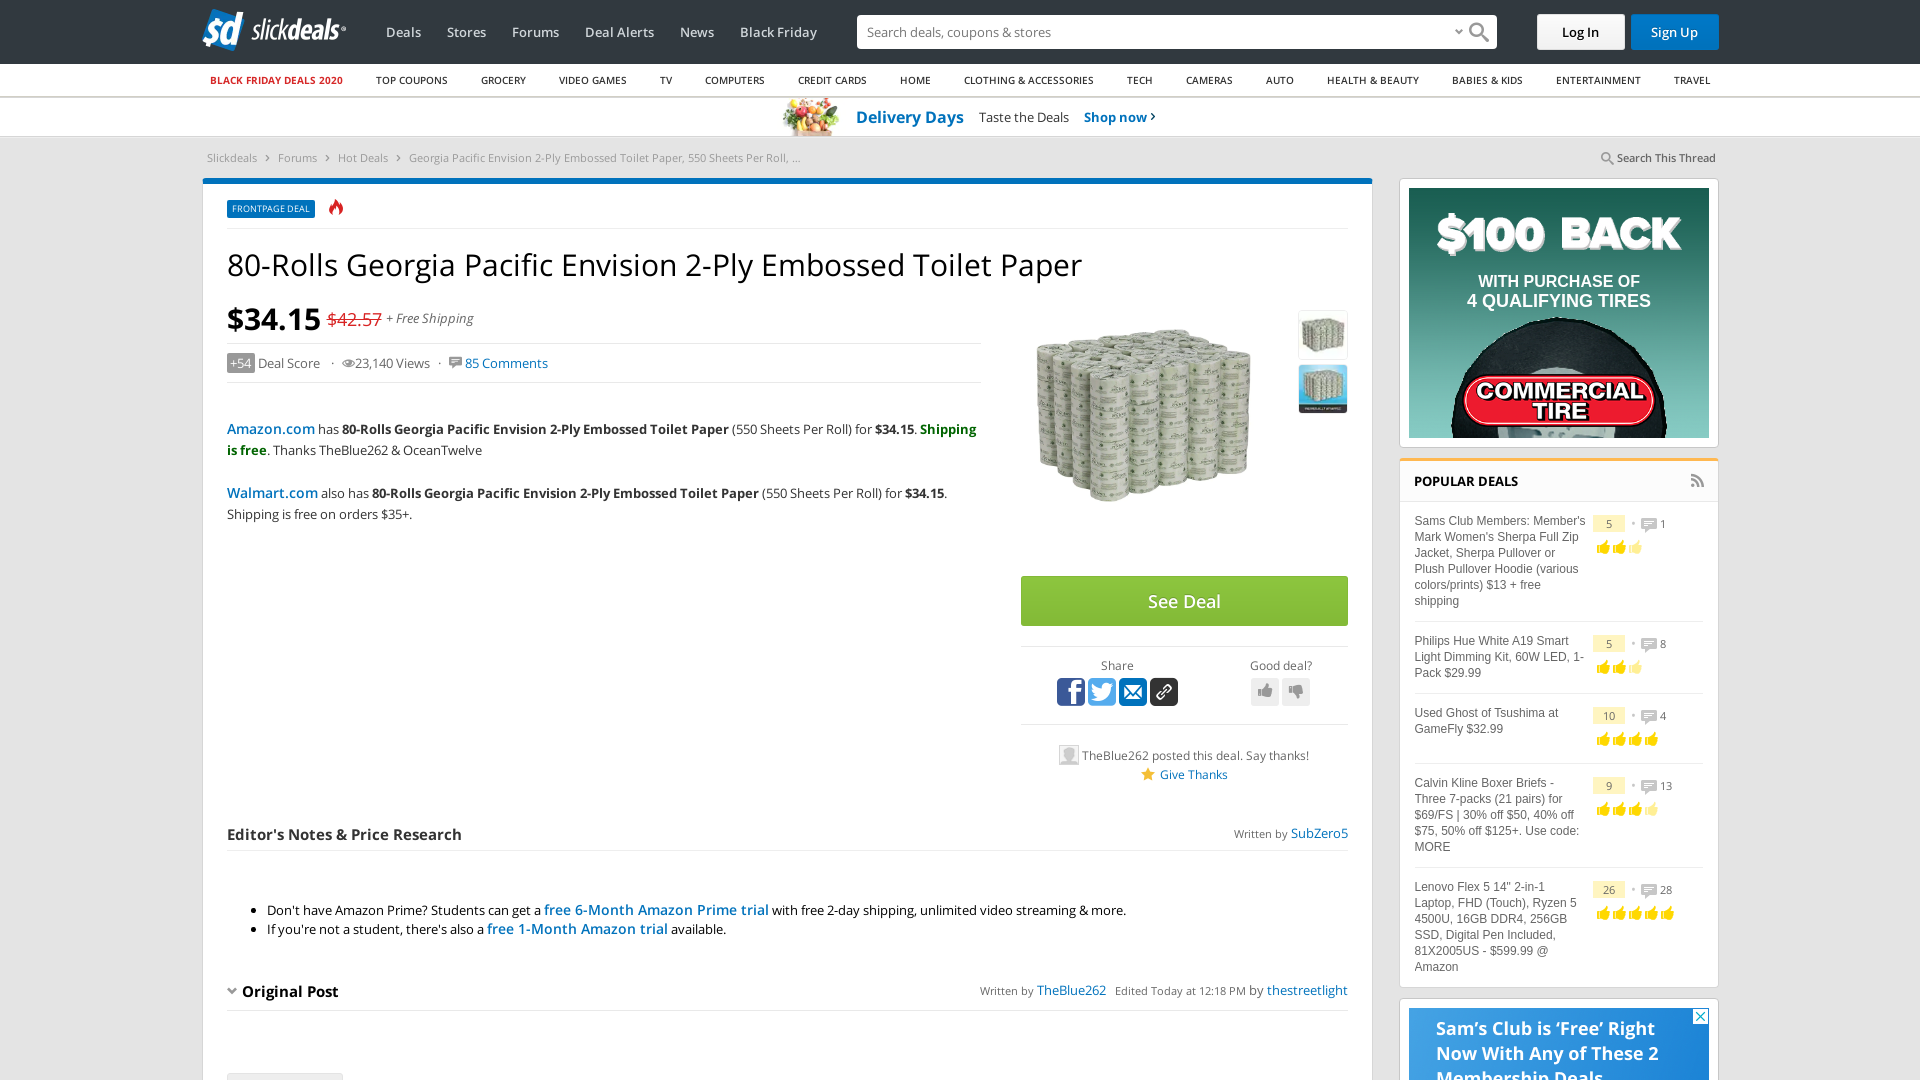 slickdeals
Deals Stores Forums Deal Alerts News Black Friday
Search deals, coupons & stores
Log In Sign Up
BLACK FRIDAY DEALS 2020 TOP COUPONS GROCERY VIDEO GAMES TV COMPUTERS CREDIT CARDS HOME CLOTHING & ACCESSORIES TECH CAMERAS AUTO HEALTH & BEAUTY BABIES & KIDS ENTERTAINMENT TRAVEL
Delivery Days Taste the Deals Shop now
Slickdeals Forums Hot Deals Georgia Pacific Envision 2-Ply Embossed Toilet Paper, 550 Sheets Per Roll, ...
Search This Thread
FRONTPAGE DEAL
80-Rolls Georgia Pacific Envision 2-Ply Embossed Toilet Paper
$34.15 $42.57 + Free Shipping
+54 Deal Score · 23,140 Views · 85 Comments
Amazon.com has 80-Rolls Georgia Pacific Envision 2-Ply Embossed Toilet Paper (550 Sheets Per Roll) for $34.15. Shipping
is free. Thanks TheBlue262 & OceanTwelve
Walmart.com also has 80-Rolls Georgia Pacific Envision 2-Ply Embossed Toilet Paper (550 Sheets Per Roll) for $34.15.
Shipping is free on orders $35+.
See Deal
Share
Good deal?
TheBlue262 posted this deal. Say thanks!
Give Thanks
Editor's Notes & Price Research
Written by SubZero5
Don't have Amazon Prime? Students can get a free 6-Month Amazon Prime trial with free 2-day shipping, unlimited video streaming & more.
If you're not a student, there's also a free 1-Month Amazon trial available.
Original Post
Written by TheBlue262 Edited Today at 12:18 PM by thestreetlight
$100 BACK
WITH PURCHASE OF
4 QUALIFYING TIRES
COMMERCIAL
TIRE
POPULAR DEALS
Sams Club Members: Member's
Mark Women's Sherpa Full Zip
Jacket, Sherpa Pullover or
Plush Pullover Hoodie (various
colors/prints) $13 + free
shipping
5 • 1
Philips Hue White A19 Smart
Light Dimming Kit, 60W LED, 1-
Pack $29.99
5 • 8
Used Ghost of Tsushima at
GameFly $32.99
10 • 4
Calvin Kline Boxer Briefs -
Three 7-packs (21 pairs) for
$69/FS | 30% off $50, 40% off
$75, 50% off $125+. Use code:
MORE
9 • 13
Lenovo Flex 5 14" 2-in-1
Laptop, FHD (Touch), Ryzen 5
4500U, 16GB DDR4, 256GB
SSD, Digital Pen Included,
81X2005US - $599.99 @
Amazon
26 • 28
Sam's Club is ‘Free’ Right
Now With Any of These 2
Membership Deals